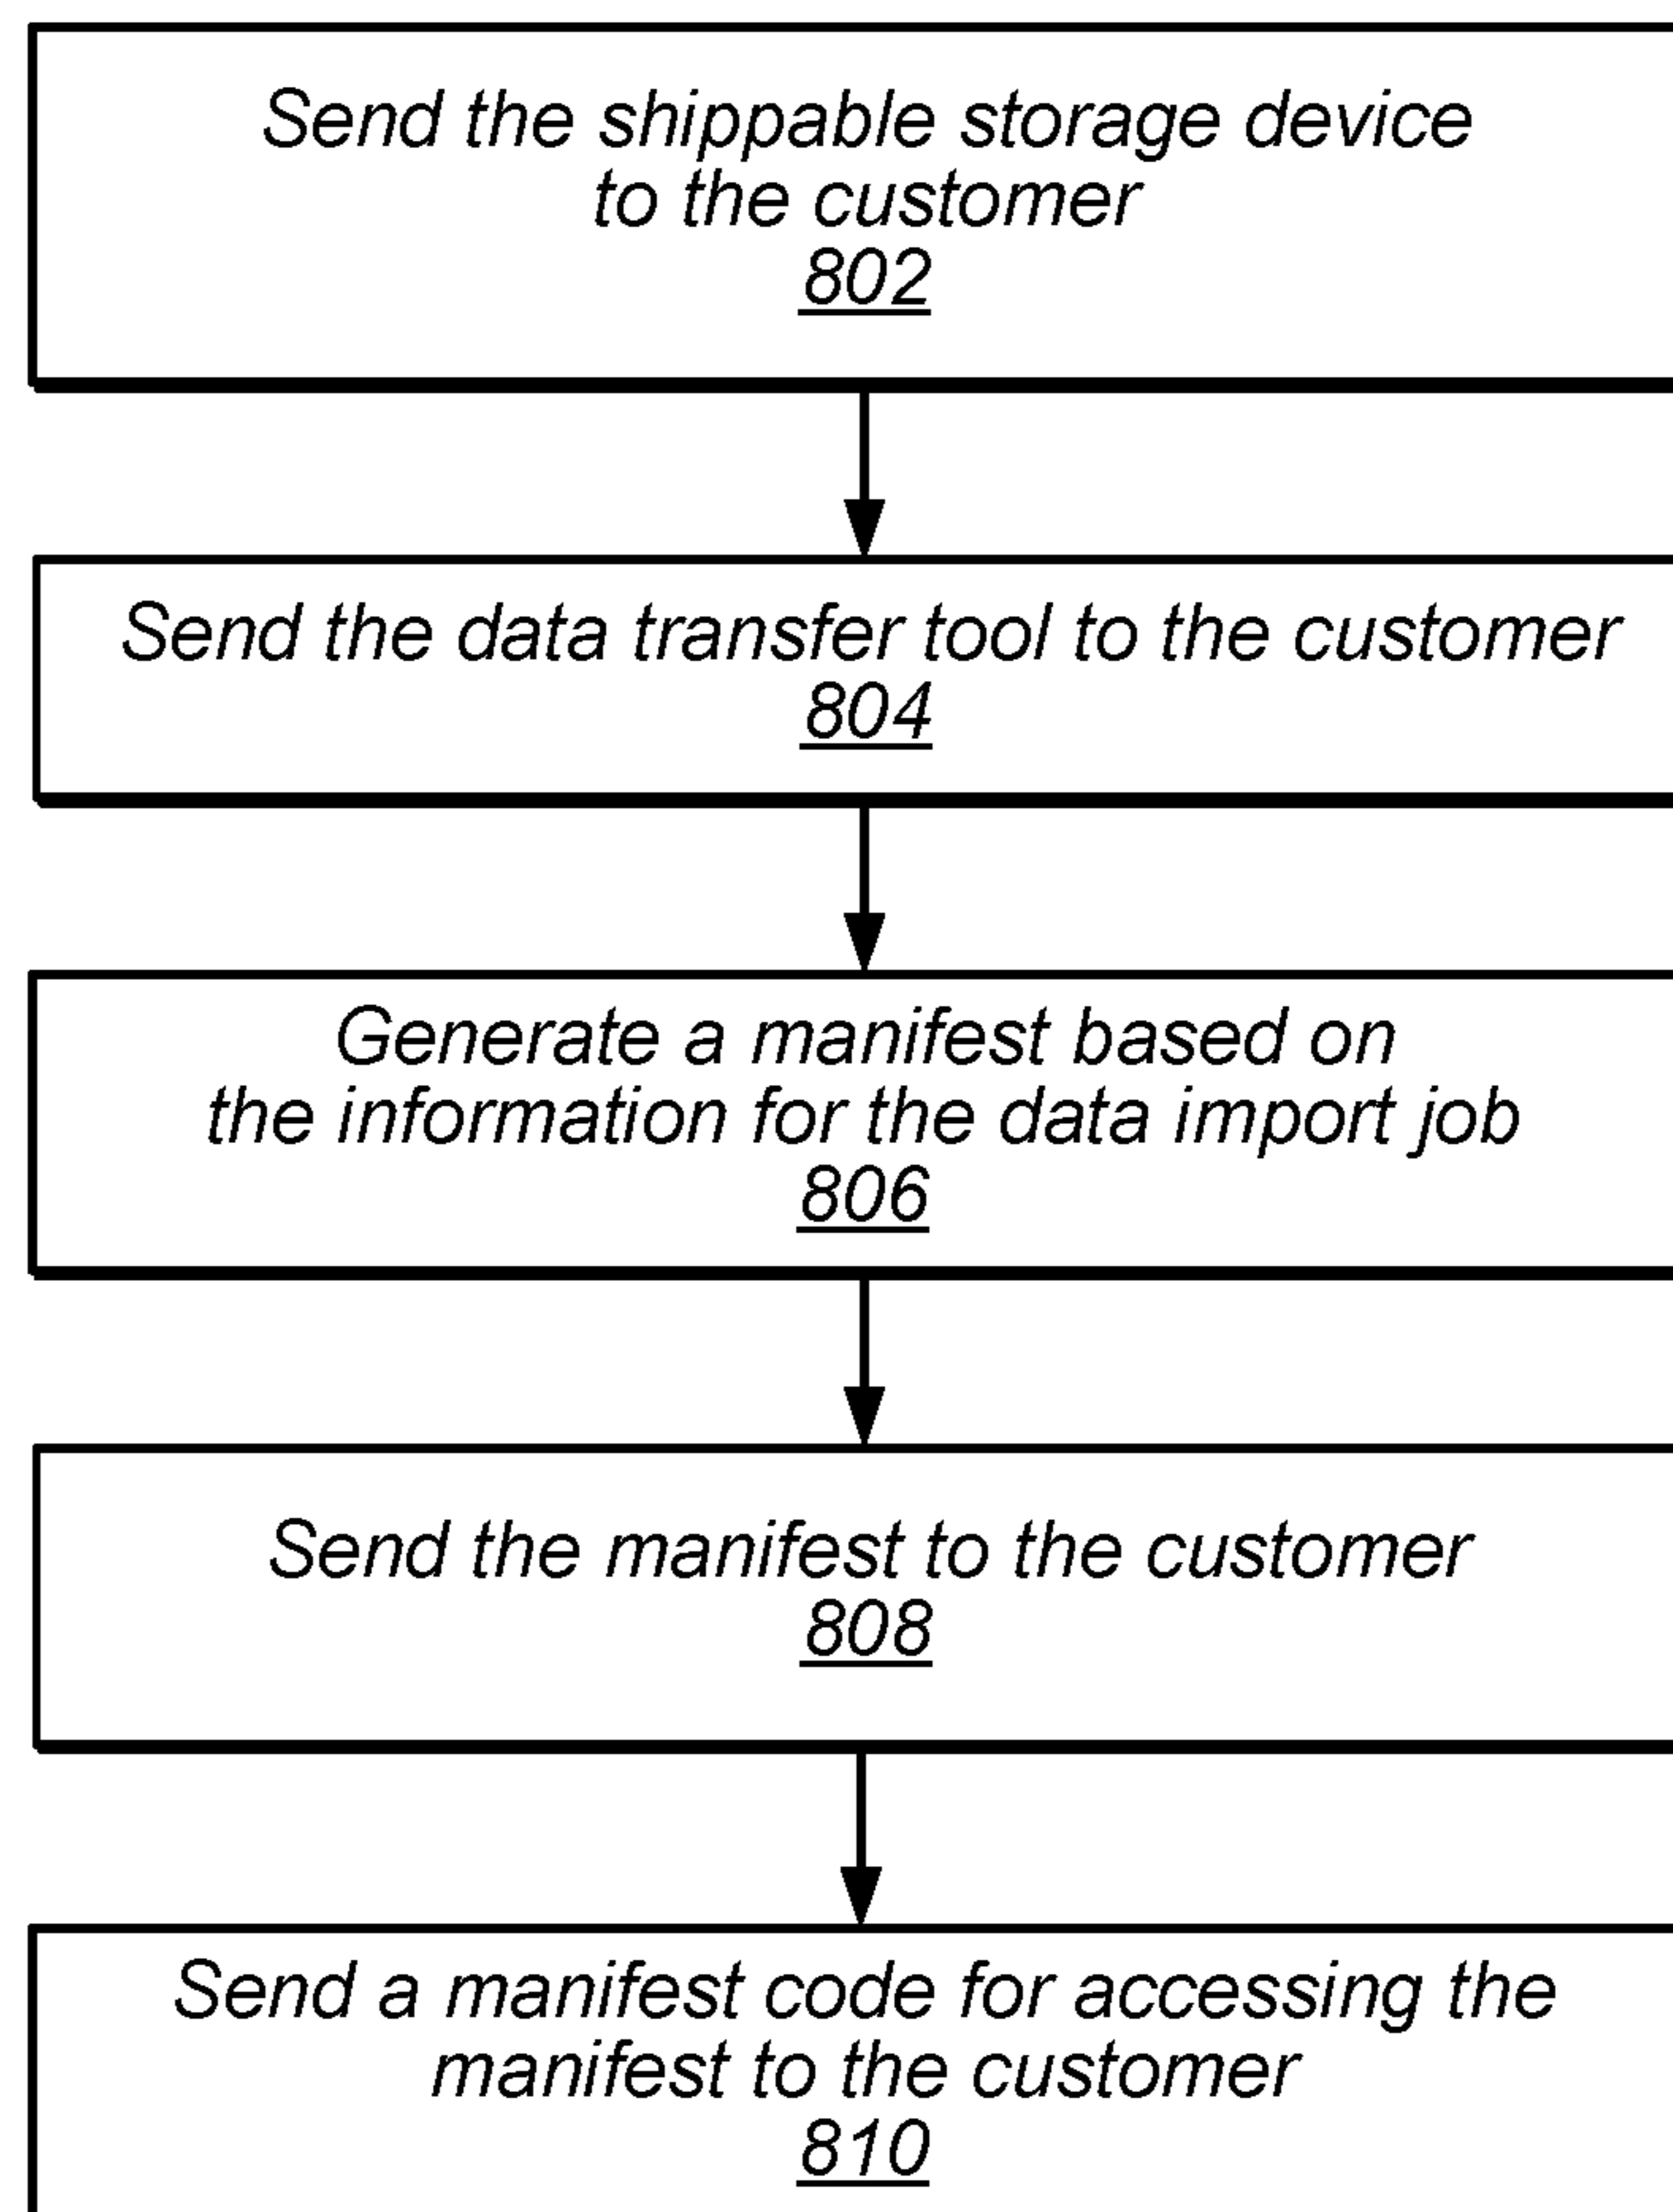 Send the shippable storage device
to the customer
802
Send the data transfer tool to the customer
804
Generate a manifest based on
the information for the data import job
806
Send the manifest to the customer
808
Send a manifest code for accessing the
manifest to the customer
810